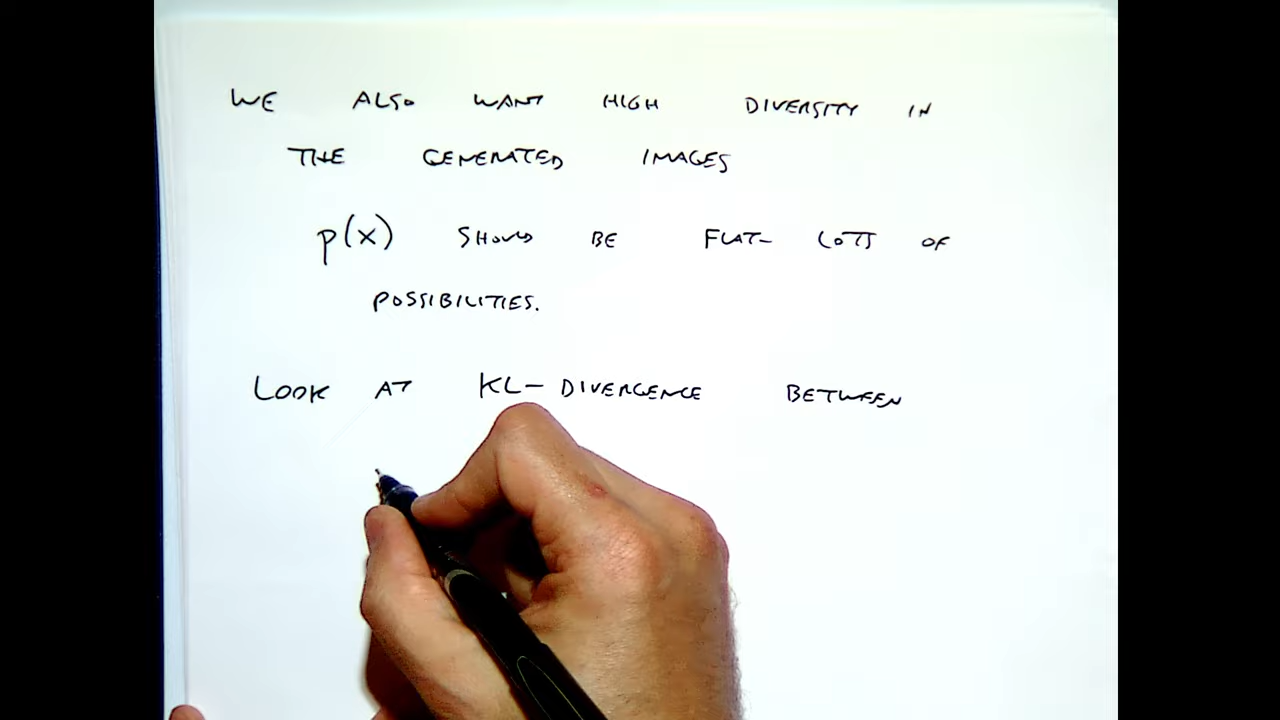 WE ALSO WANT HIGH DIVERSITY IN
THE GENERATED IMAGES
p(x) SHOULD BE FLAT- LOTS OF
POSSIBILITIES.
LOOK AT KL- DIVERGENCE BETWEEN